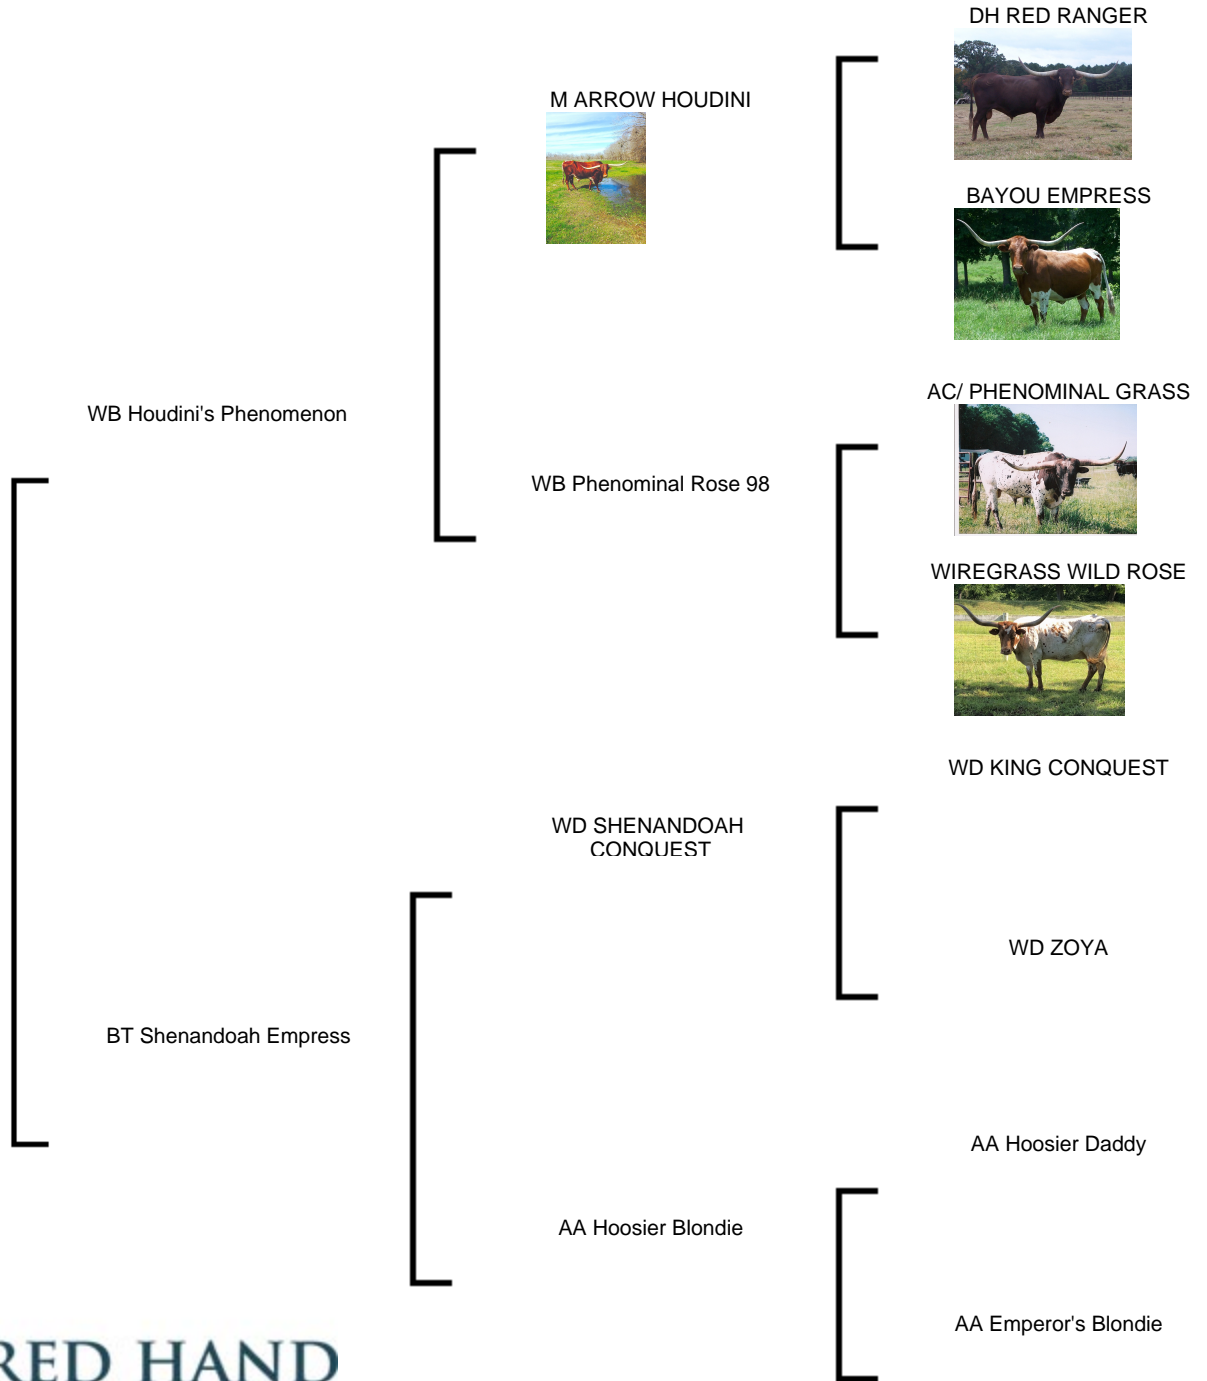 DH RED RANGER
M ARROW HOUDINI
BAYOU EMPRESS
AC/ PHENOMINAL GRASS
WB Houdini's Phenomenon
WB Phenominal Rose 98
WIREGRASS WILD ROSE
WD KING CONQUEST
WD SHENANDOAH
CONQUEST
WD ZOYA
BT Shenandoah Empress
AA Hoosier Daddy
AA Hoosier Blondie
AA Emperor's Blondie
RED HAND